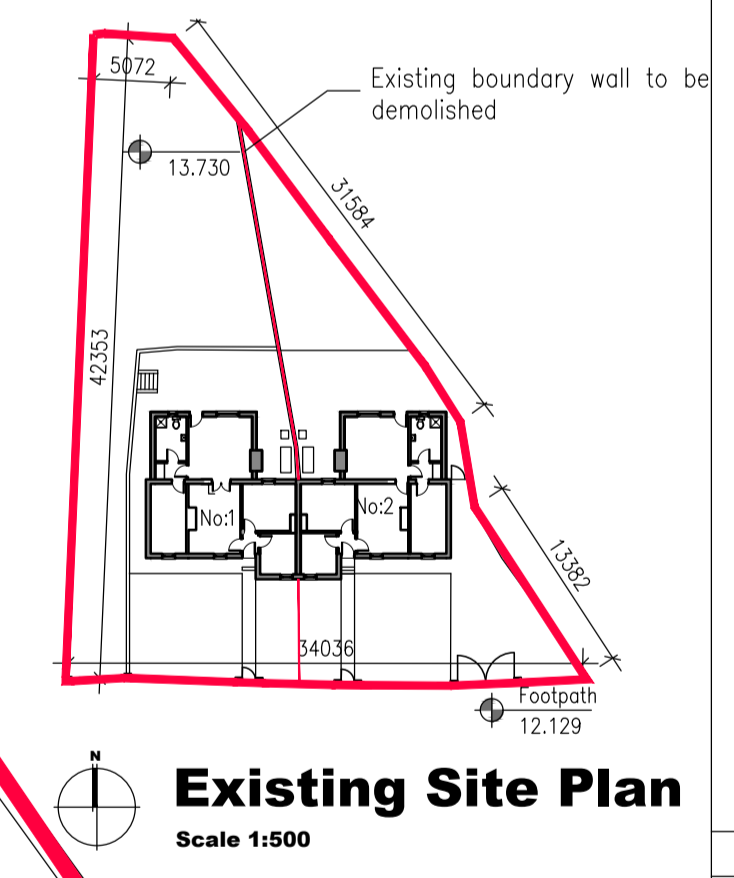 5072
Existing boundary wall to be
demolished
13.730
31584
42353
No:1
No:2
13382
34036
Footpath
12.129
N
Existing Site Plan
Scale 1:500